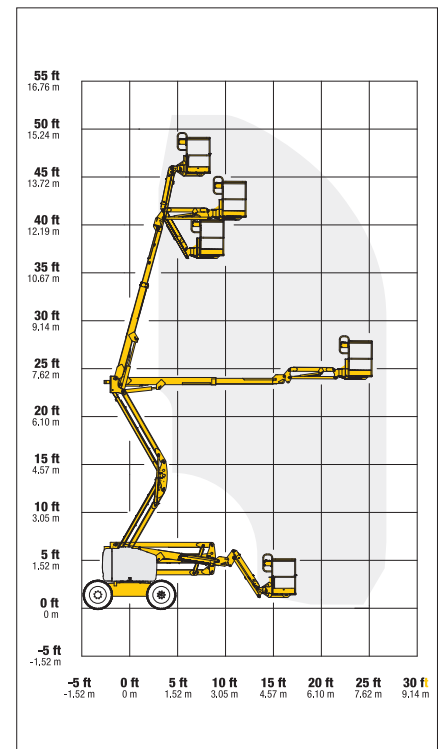 55 ft
16.76 m
50 ft
15.24 m
45 ft
13.72 m
40 ft
12.19 m
35 ft
10.67 m
30 ft
9.14 m
25 ft
7.62 m
20 ft
6.10 m
15 ft
4.57 m
10 ft
3.05 m
5 ft
1.52 m
0 ft
0 m
-5 ft
-1.52 m
-5 ft 0 ft 5 ft 10 ft 15 ft 20 ft 25 ft 30 ft
-1.52 m 0 m 1.52 m 3.05 m 4.57 m 6.10 m 7.62 m 9.14 m